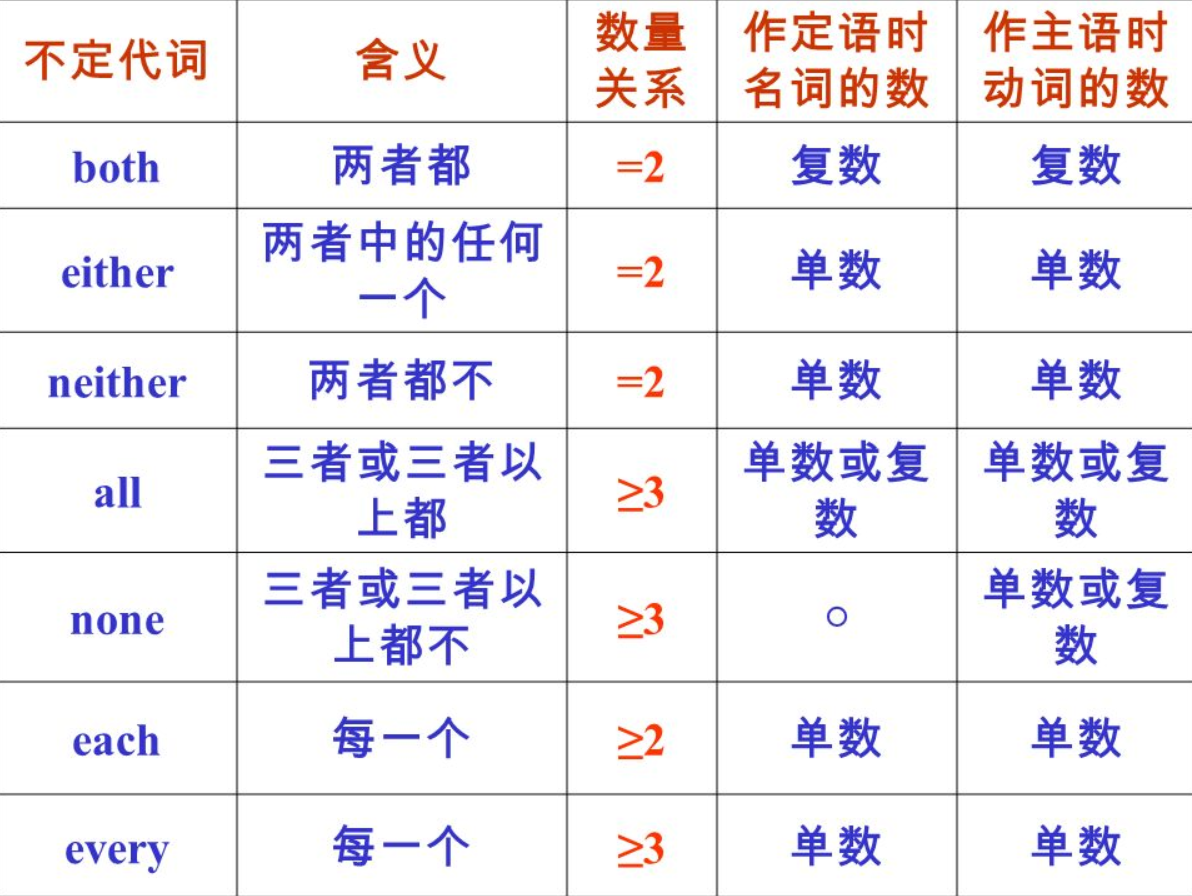 不定代词 含义 数量关系 作定语时名词的数 作主语时动词的数
both 两者都 =2 复数 复数
either 两者中的任何一个 =2 单数 单数
neither 两者都不 =2 单数 单数
all 三者或三者以上都 ≥3 单数或复数 单数或复数
none 三者或三者以上都不 ≥3 ○ 单数或复数
each 每一个 ≥2 单数 单数
every 每一个 ≥3 单数 单数